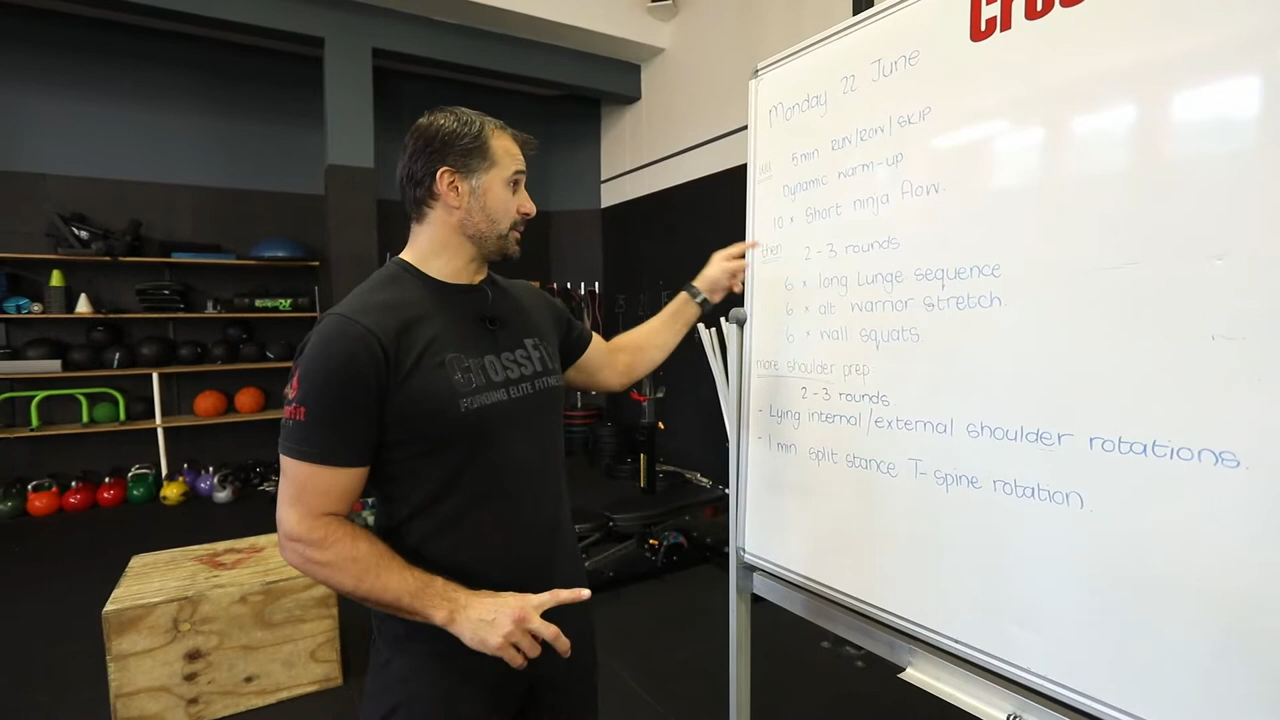 Cross
Monday 22 June
WU 5min RUN/ROW/SKIP
Dynamic warm-up
10 × Short ninja flow.
then 2-3 rounds
6 × long Lunge sequence
6 × alt warrior stretch.
6 × wall squats.
more shoulder prep:
2-3 rounds.
- Lying internal/external shoulder rotations.
- 1 min split stance T-spine rotation.
CrossFit
FORGING ELITE FITNESS